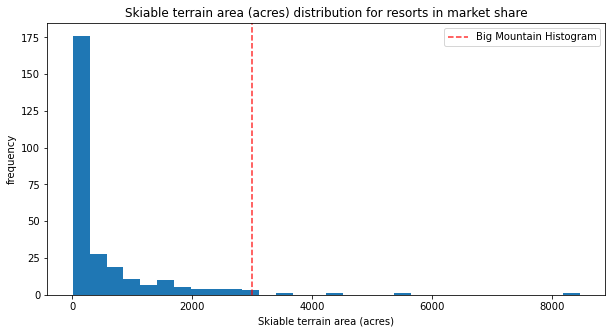 Skiable terrain area (acres) distribution for resorts in market share
Big Mountain Histogram
frequency
175
150
125
100
75
50
25
0
0 2000 4000 6000 8000
Skiable terrain area (acres)